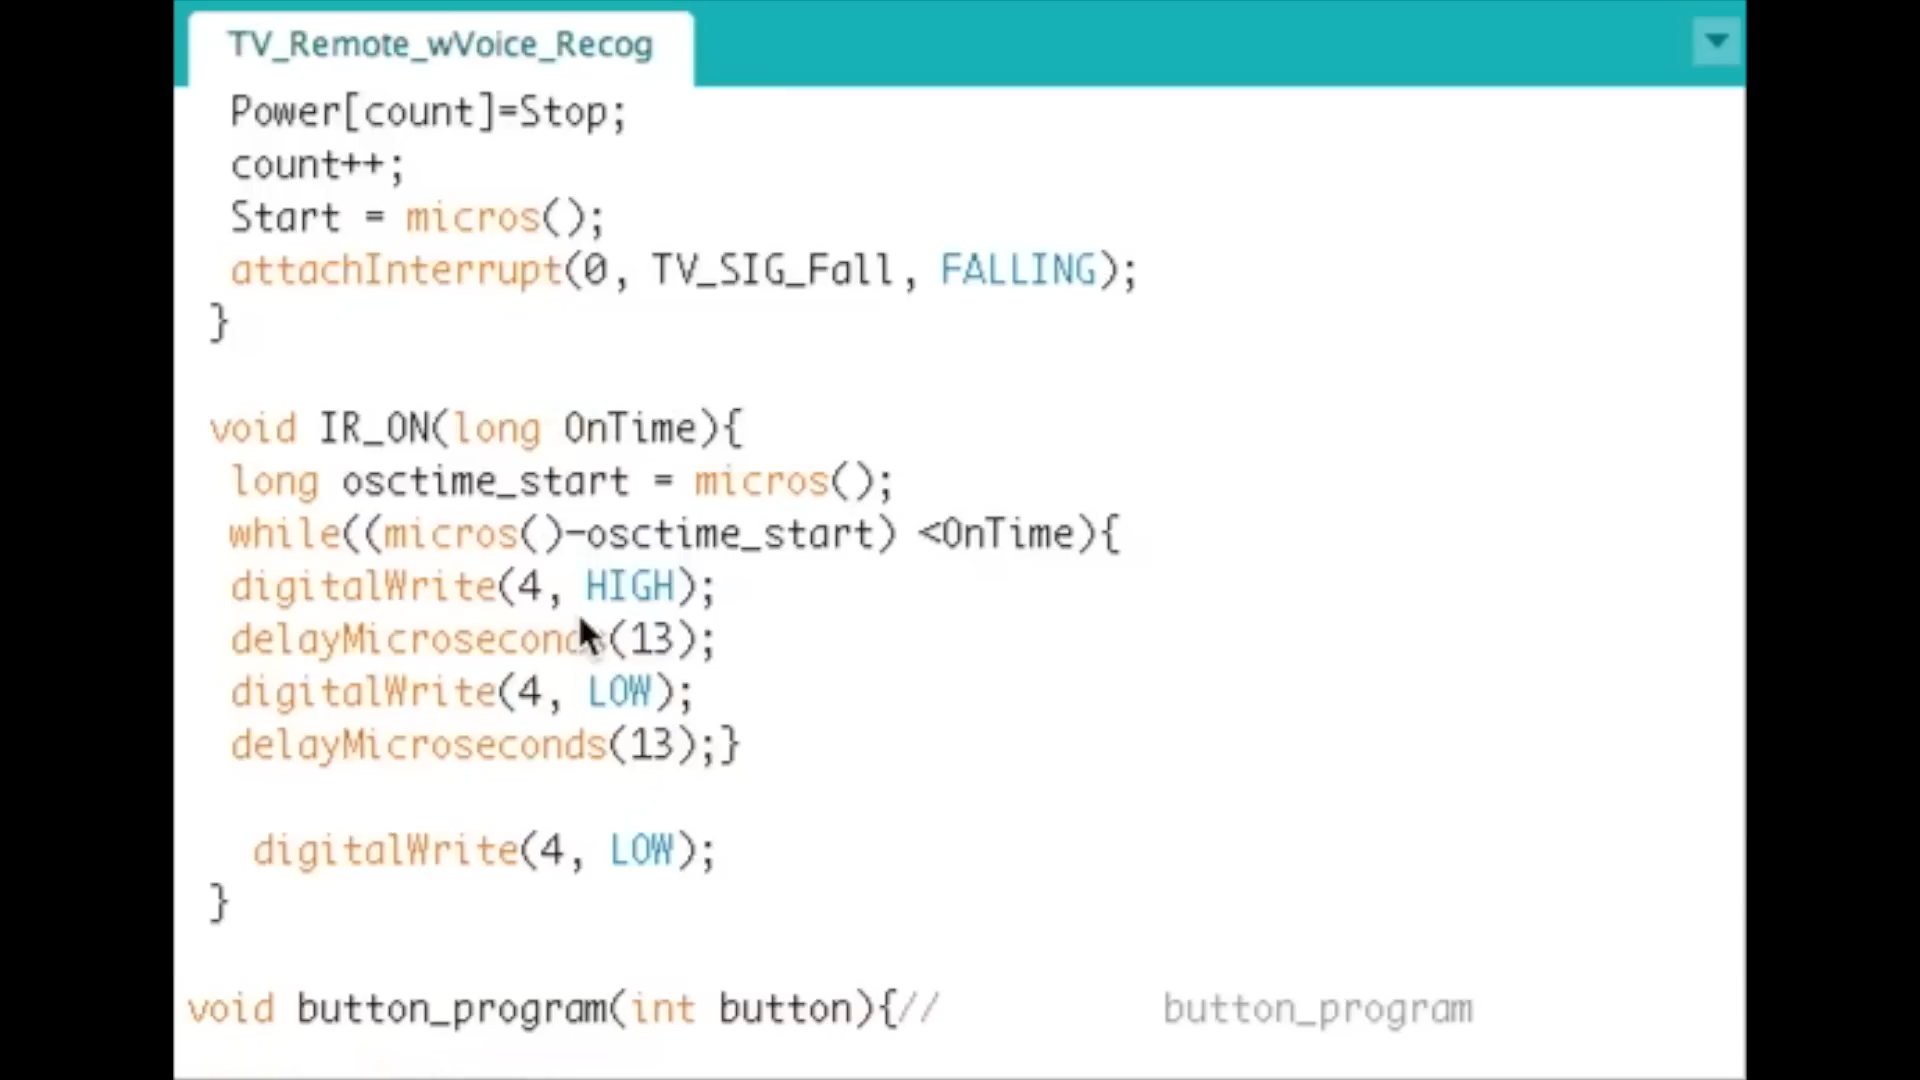 TV_Remote_wVoice_Recog
Power[count]=Stop;
count++;
Start = micros();
attachInterrupt(0, TV_SIG_Fall, FALLING);
}
void IR_ON(long OnTime){
long osctime_start = micros();
while((micros()-osctime_start) <OnTime){
digitalWrite(4, HIGH);
delayMicroseconds(13);
digitalWrite(4, LOW);
delayMicroseconds(13);}
digitalWrite(4, LOW);
}
void button_program(int button){// button_program